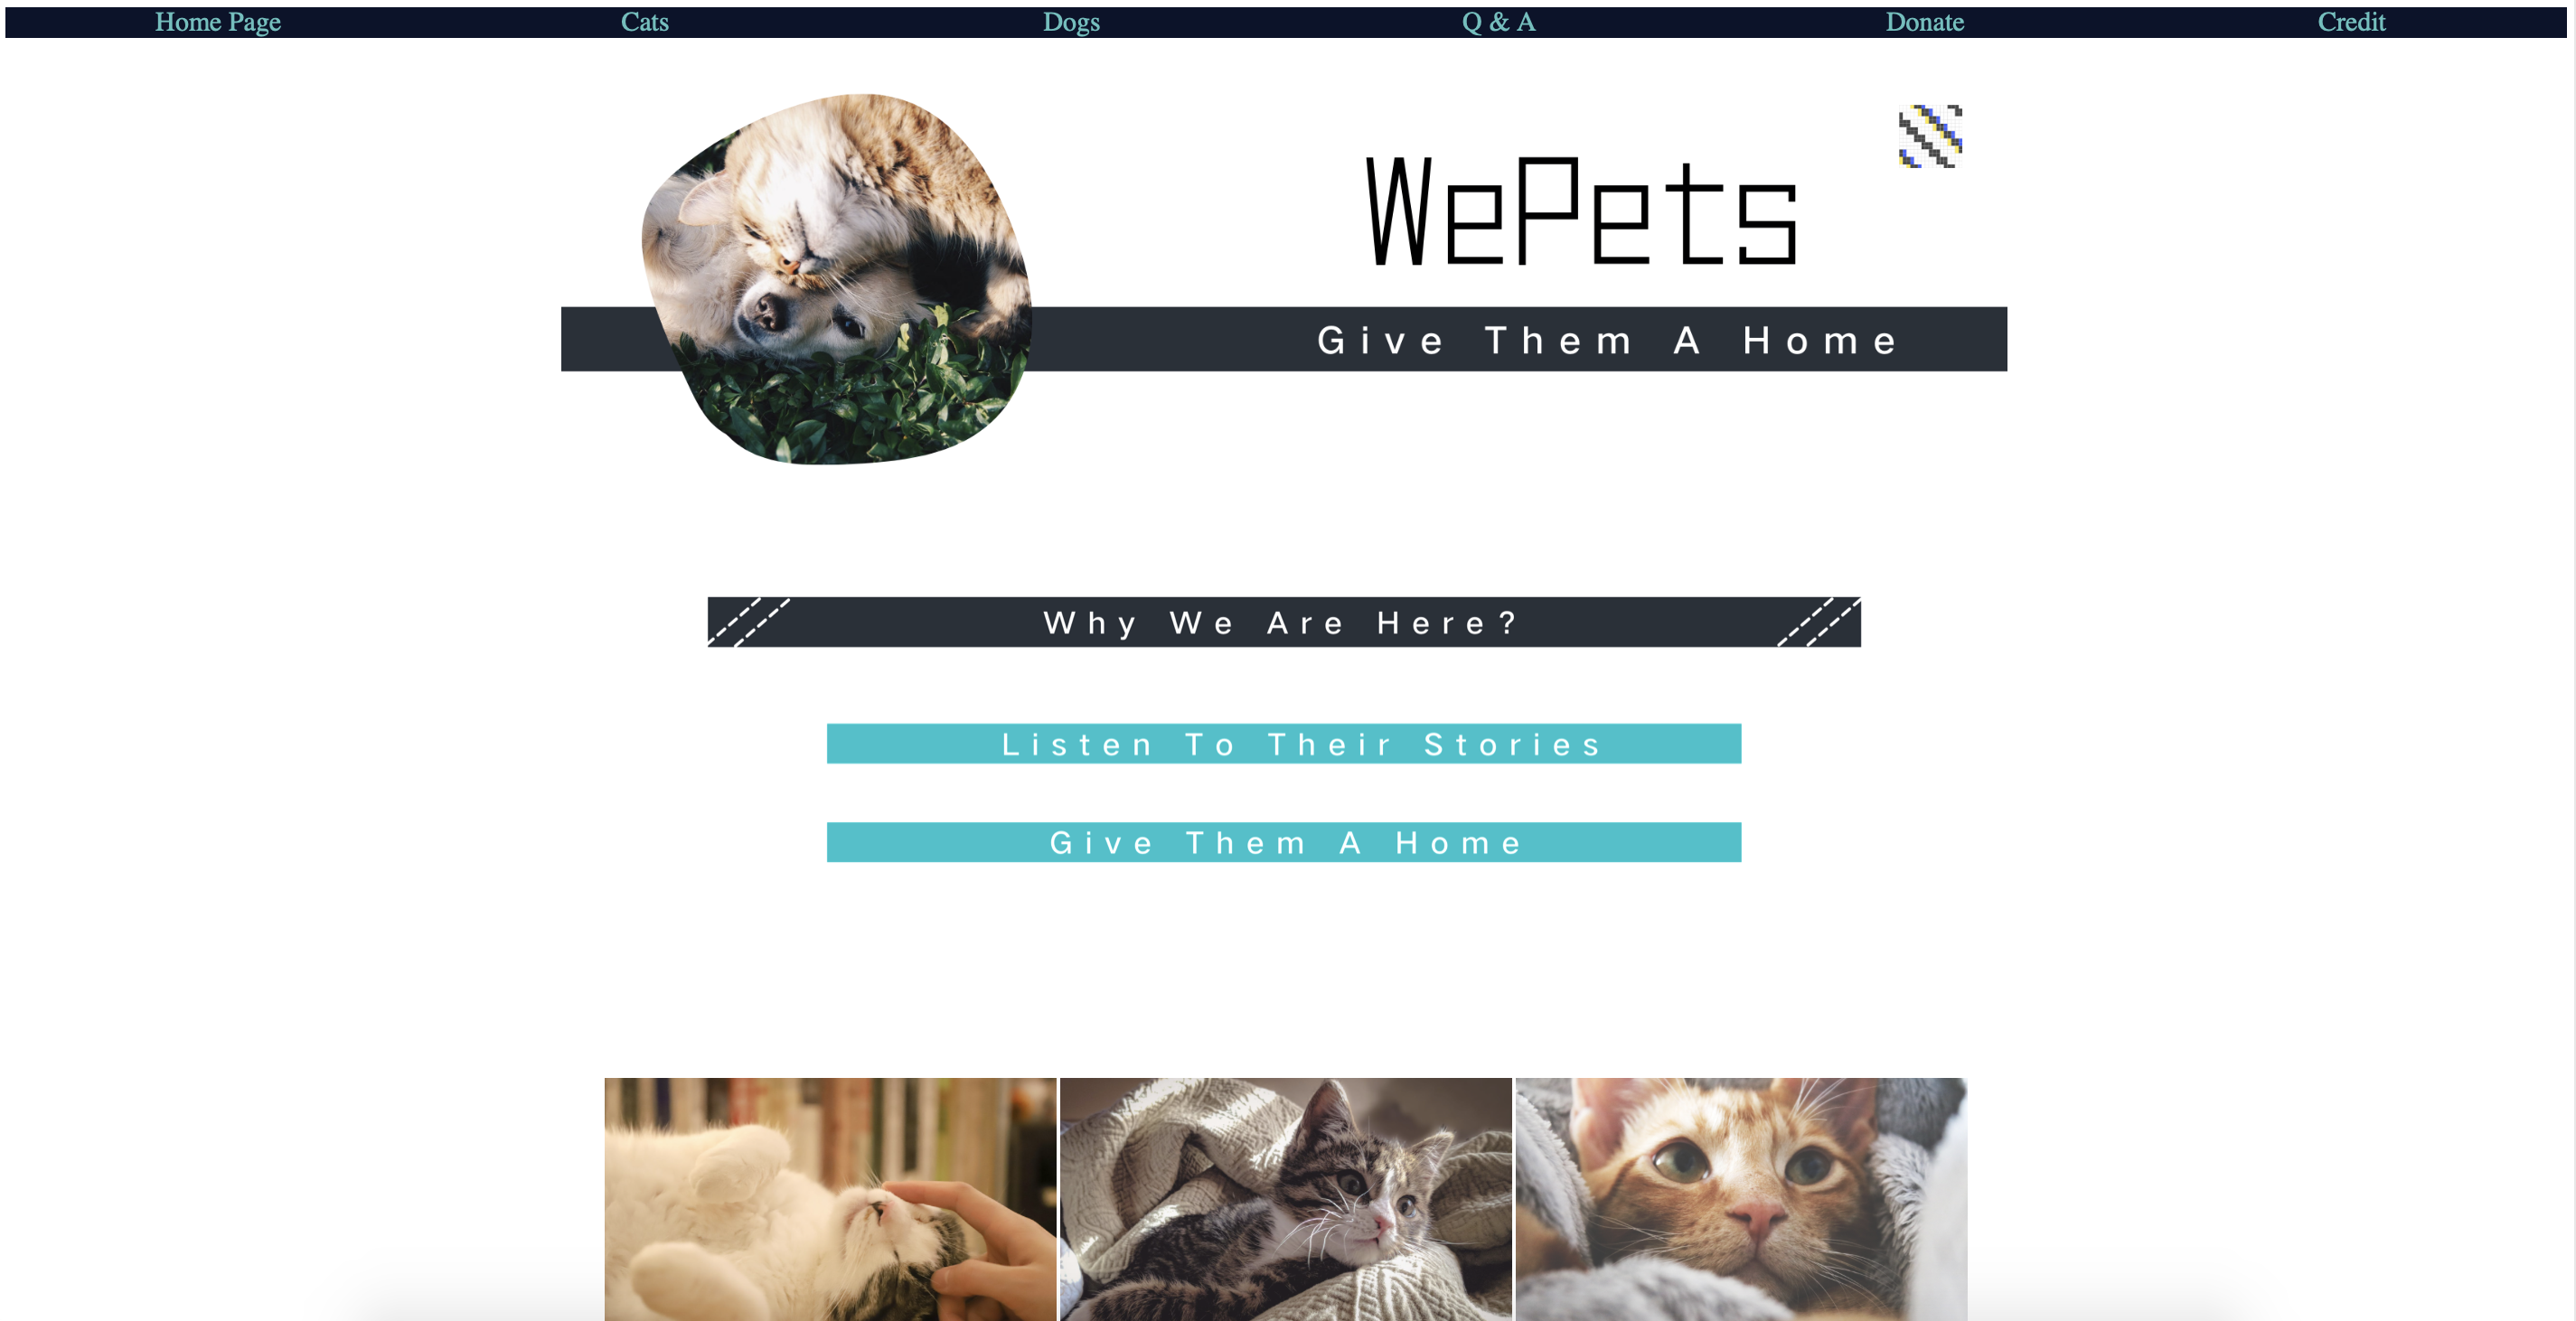 Home Page Cats Dogs Q & A Donate Credit
WePets
Give Them A Home
Why We Are Here?
Listen To Their Stories
Give Them A Home